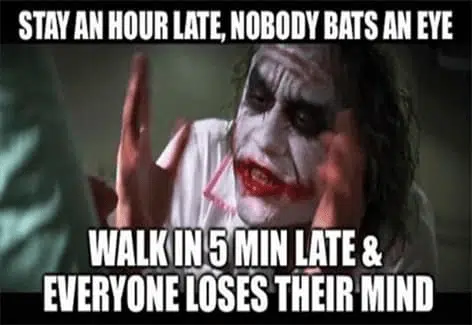 STAY AN HOUR LATE, NOBODY BATS AN EYE
WALK IN 5 MIN LATE &
EVERYONE LOSES THEIR MIND